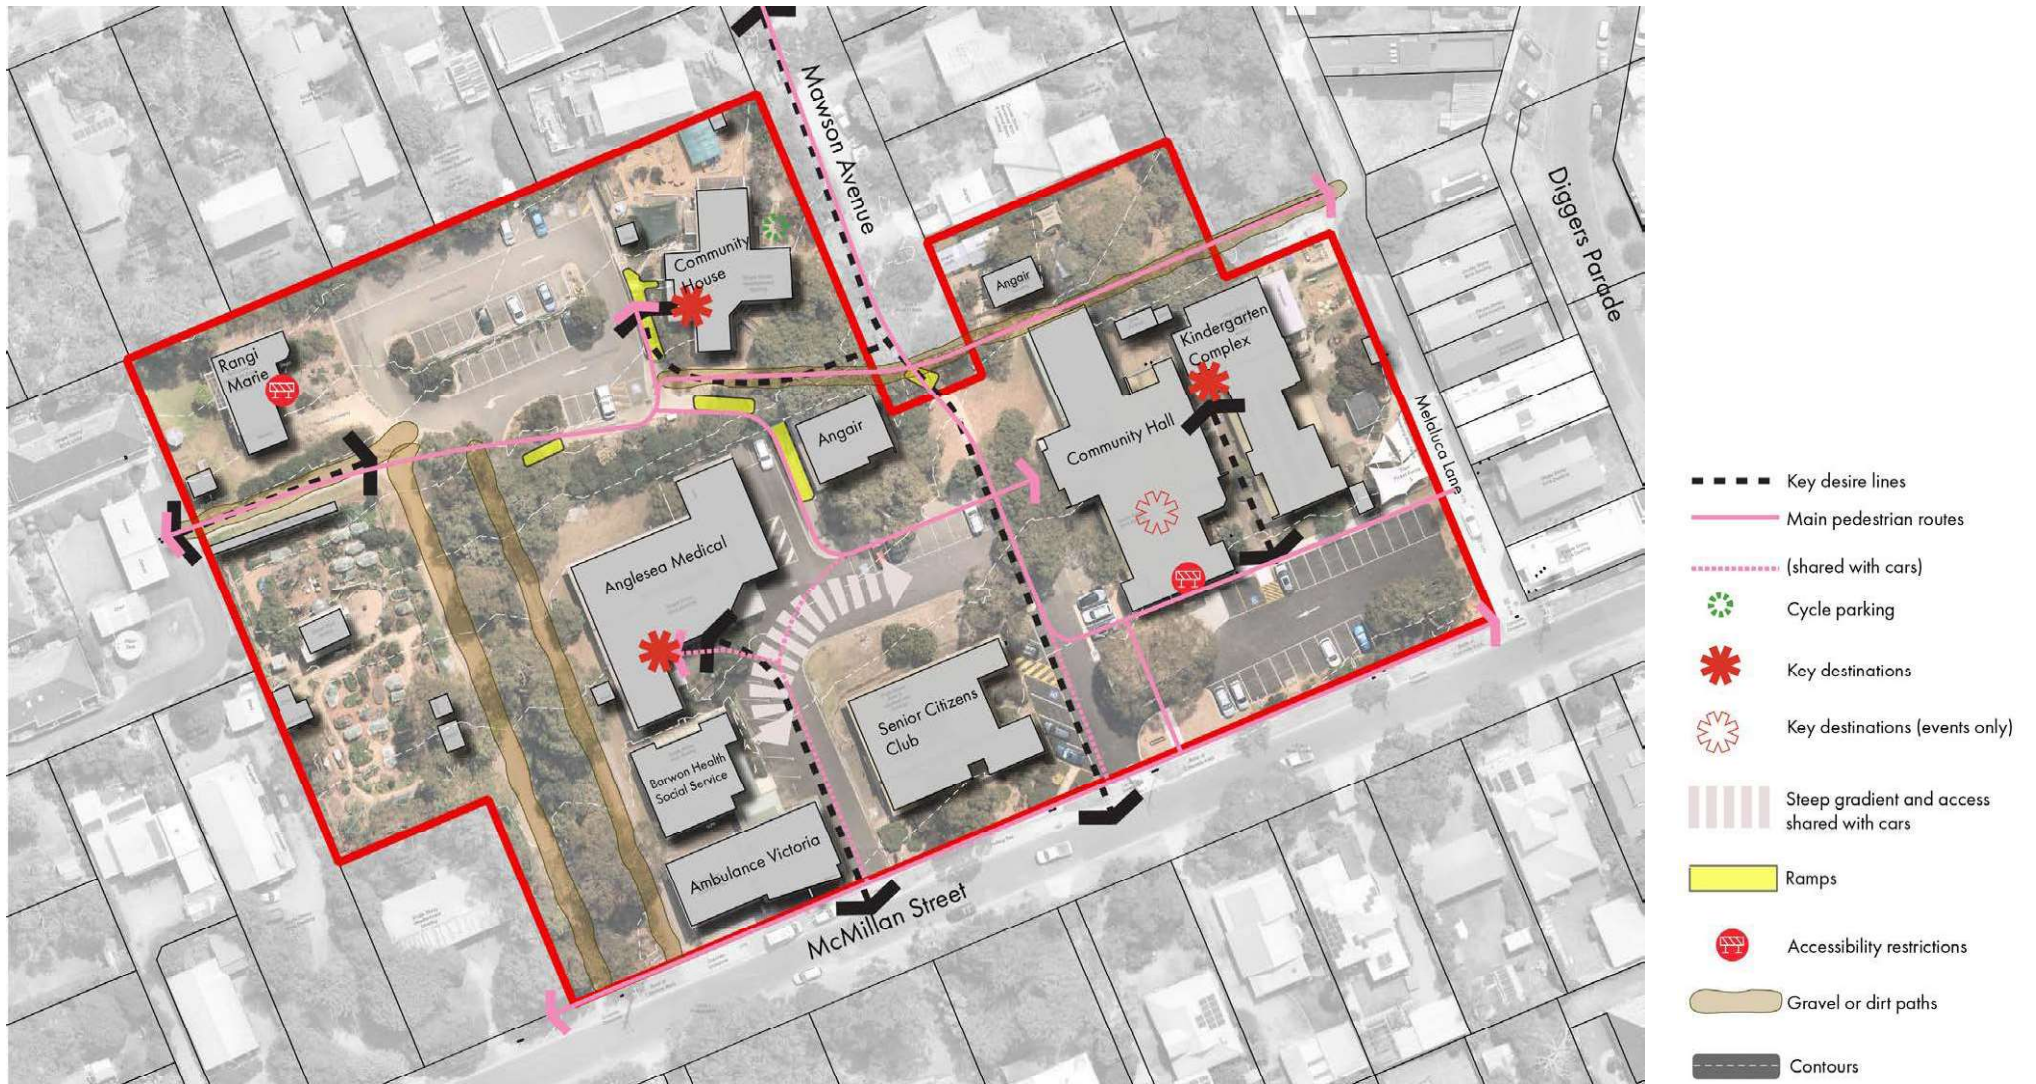 Mawson Avenue
Diggers Parade
Community
House
Angair
Rangi
Marie
Kindergarten
Complex
Angair
Community Hall
Melaluca Lane
Anglesea Medical
Senior Citizens
Club
Barwon Health
Social Service
Ambulance Victoria
McMillan Street
Key desire lines
Main pedestrian routes
(shared with cars)
Cycle parking
Key destinations
Key destinations (events only)
Steep gradient and access
shared with cars
Ramps
Accessibility restrictions
Gravel or dirt paths
Contours